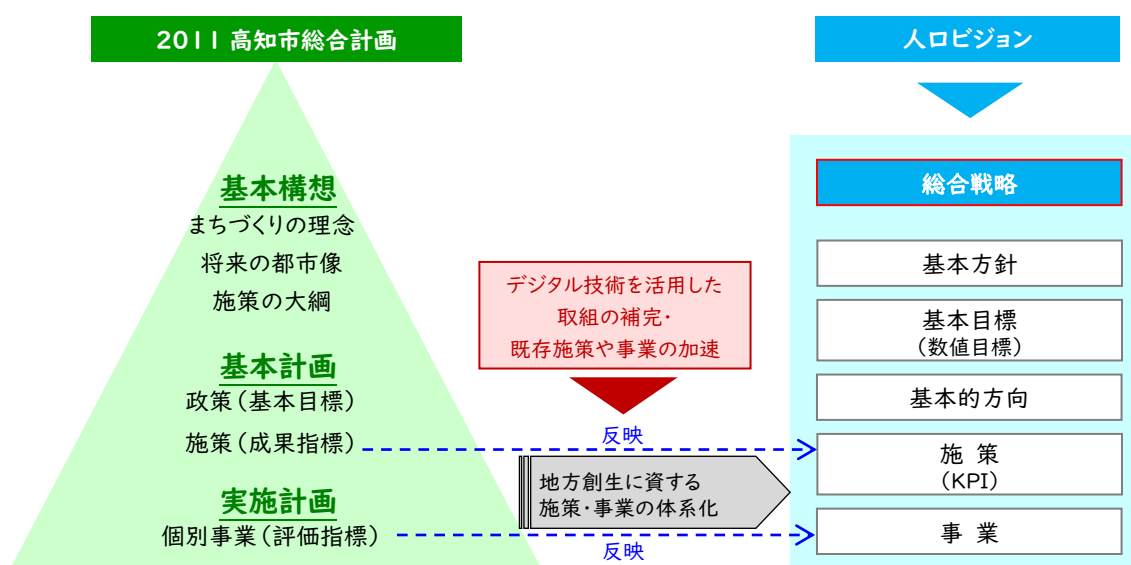 2011高知市総合計画
基本構想
まちづくりの理念
将来の都市像
施策の大綱
基本計画
政策(基本目標)
施策(成果指標)
実施計画
個別事業(評価指標)
デジタル技術を活用した
取組の補完・
既存施策や事業の加速
反映
地方創生に資する
施策・事業の体系化
反映
人口ビジョン
総合戦略
基本方針
基本目標
(数値目標)
基本的方向
施 策
(KPI)
事 業